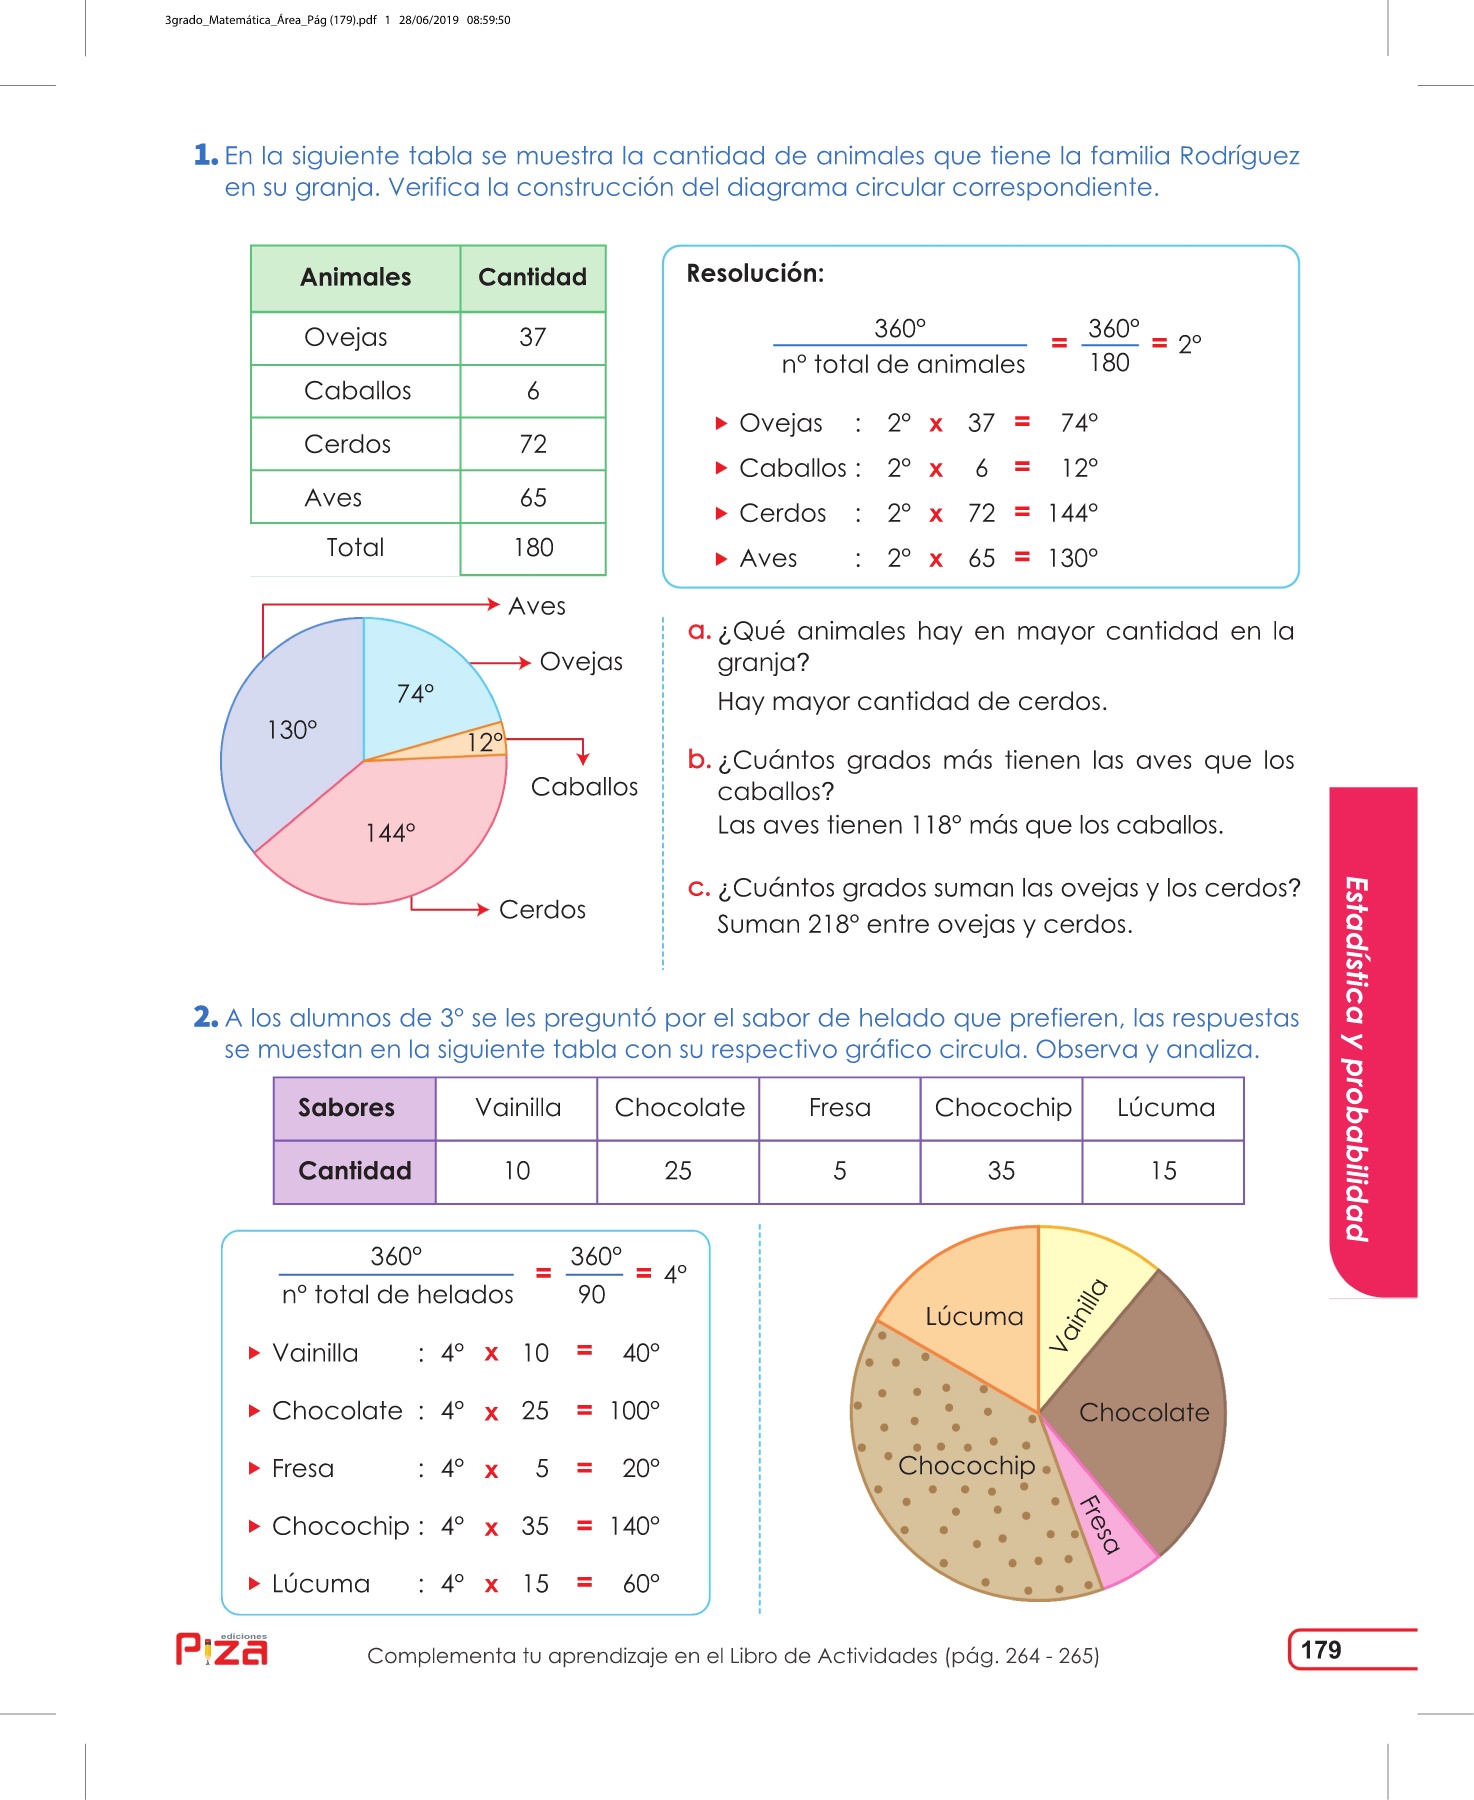 3grado_Matemática_Área_Pág (179).pdf 1 28/06/2019 08:59:50
1. En la siguiente tabla se muestra la cantidad de animales que tiene la familia Rodríguez
en su granja. Verifica la construcción del diagrama circular correspondiente.
Animales Cantidad
Ovejas 37
Caballos 6
Cerdos 72
Aves 65
Total 180
Resolución:
360° / n° total de animales = 360° / 180 = 2°
Ovejas : 2° x 37 = 74°
Caballos : 2° x 6 = 12°
Cerdos : 2° x 72 = 144°
Aves : 2° x 65 = 130°
Aves
Ovejas
74°
130°
12°
Caballos
144°
Cerdos
a. ¿Qué animales hay en mayor cantidad en la
granja?
Hay mayor cantidad de cerdos.
b. ¿Cuántos grados más tienen las aves que los
caballos?
Las aves tienen 118° más que los caballos.
c. ¿Cuántos grados suman las ovejas y los cerdos?
Suman 218° entre ovejas y cerdos.
Estadística y probabilidad
2. A los alumnos de 3° se les preguntó por el sabor de helado que prefieren, las respuestas
se muestan en la siguiente tabla con su respectivo gráfico circula. Observa y analiza.
Sabores Vainilla Chocolate Fresa Chocochip Lúcuma
Cantidad 10 25 5 35 15
360° / n° total de helados = 360° / 90 = 4°
Vainilla : 4° x 10 = 40°
Chocolate : 4° x 25 = 100°
Fresa : 4° x 5 = 20°
Chocochip : 4° x 35 = 140°
Lúcuma : 4° x 15 = 60°
Lúcuma
Vainilla
Chocolate
Chocochip
Fresa
ediciones
PIZA
Complementa tu aprendizaje en el Libro de Actividades (pág. 264 - 265)
179